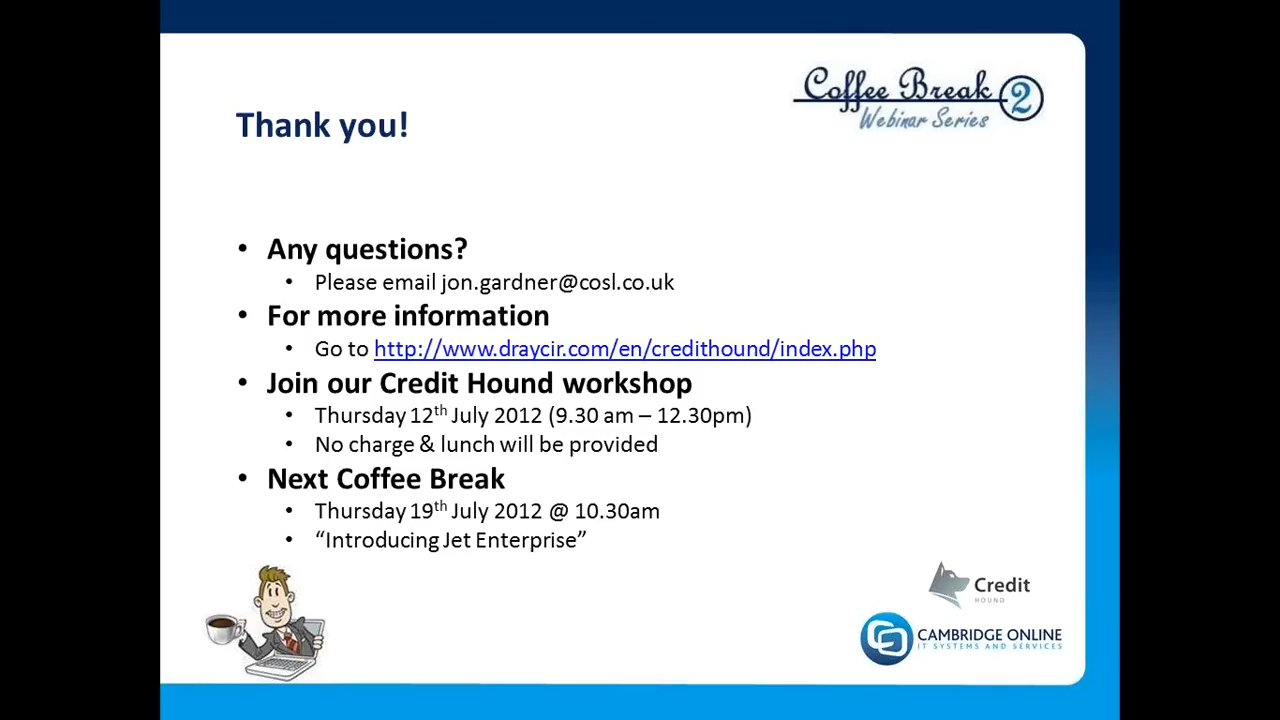 Coffee Break 2
Webinar Series
Thank you!
• Any questions?
• Please email jon.gardner@cosl.co.uk
• For more information
• Go to http://www.draycir.com/en/credithound/index.php
• Join our Credit Hound workshop
• Thursday 12th July 2012 (9.30 am – 12.30pm)
• No charge & lunch will be provided
• Next Coffee Break
• Thursday 19th July 2012 @ 10.30am
• “Introducing Jet Enterprise”
Credit
HOUND
CAMBRIDGE ONLINE
IT SYSTEMS AND SERVICES